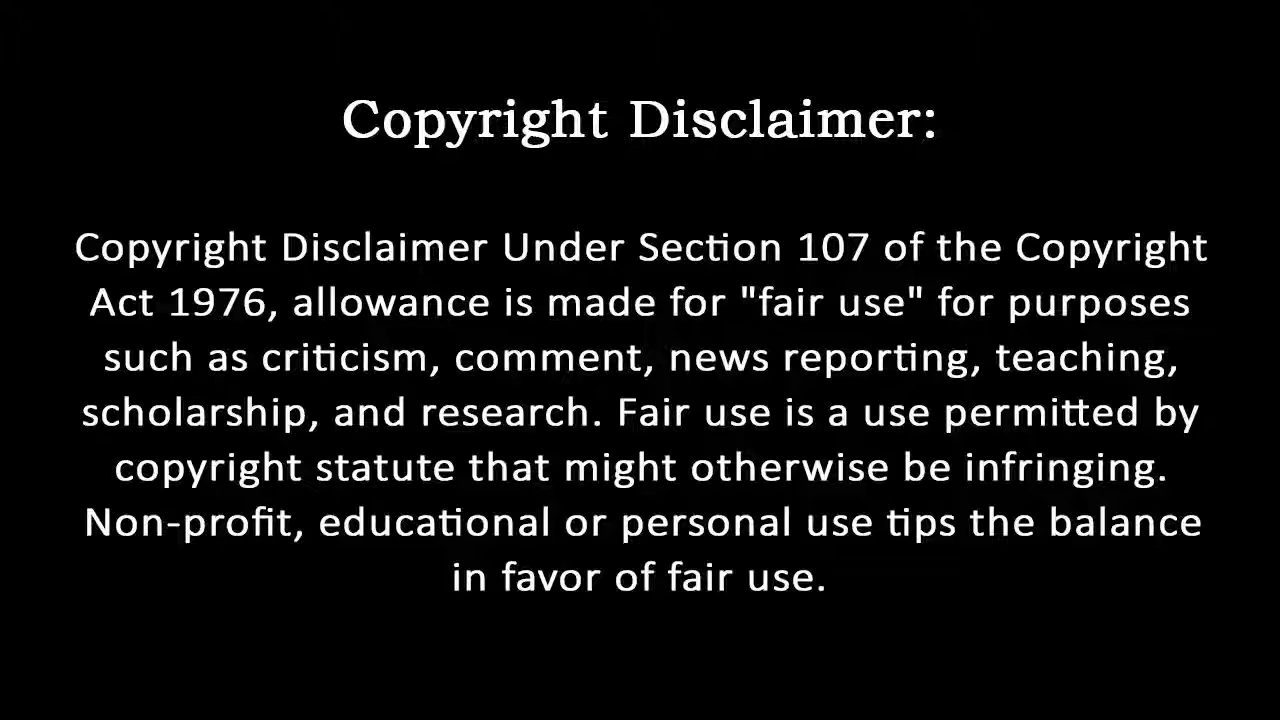 Copyright Disclaimer:
Copyright Disclaimer Under Section 107 of the Copyright
Act 1976, allowance is made for "fair use" for purposes
such as criticism, comment, news reporting, teaching,
scholarship, and research. Fair use is a use permitted by
copyright statute that might otherwise be infringing.
Non-profit, educational or personal use tips the balance
in favor of fair use.